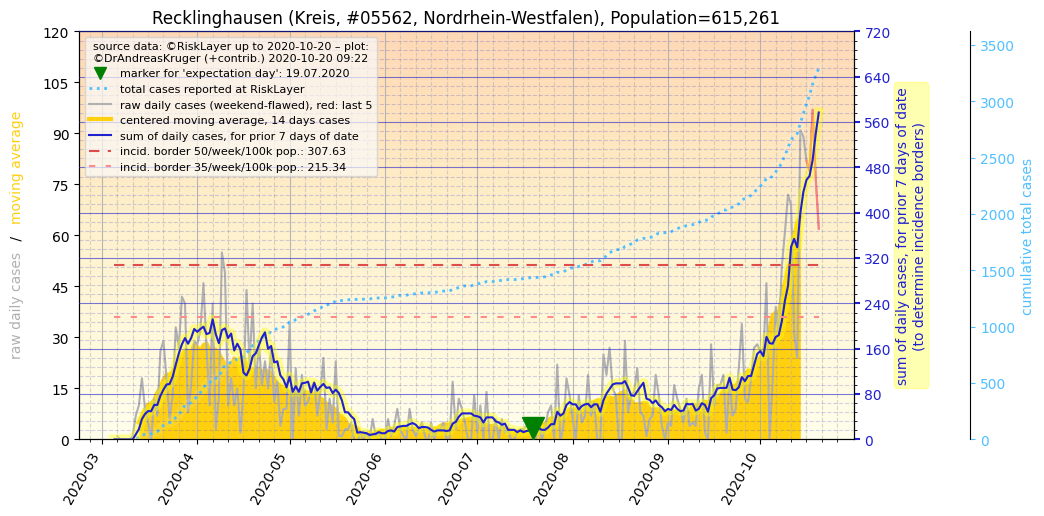 Recklinghausen (Kreis, #05562, Nordrhein-Westfalen), Population=615,261
source data: ©RiskLayer up to 2020-10-20 – plot:
©DrAndreasKruger (+contrib.) 2020-10-20 09:22
marker for 'expectation day': 19.07.2020
total cases reported at RiskLayer
raw daily cases (weekend-flawed), red: last 5
centered moving average, 14 days cases
sum of daily cases, for prior 7 days of date
incid. border 50/week/100k pop.: 307.63
incid. border 35/week/100k pop.: 215.34
raw daily cases / moving average
120
105
90
75
60
45
30
15
0
2020-03
2020-04
2020-05
2020-06
2020-07
2020-08
2020-09
2020-10
720
640
560
480
400
320
240
160
80
0
sum of daily cases, for prior 7 days of date
(to determine incidence borders)
3500
3000
2500
2000
1500
1000
500
0
cumulative total cases